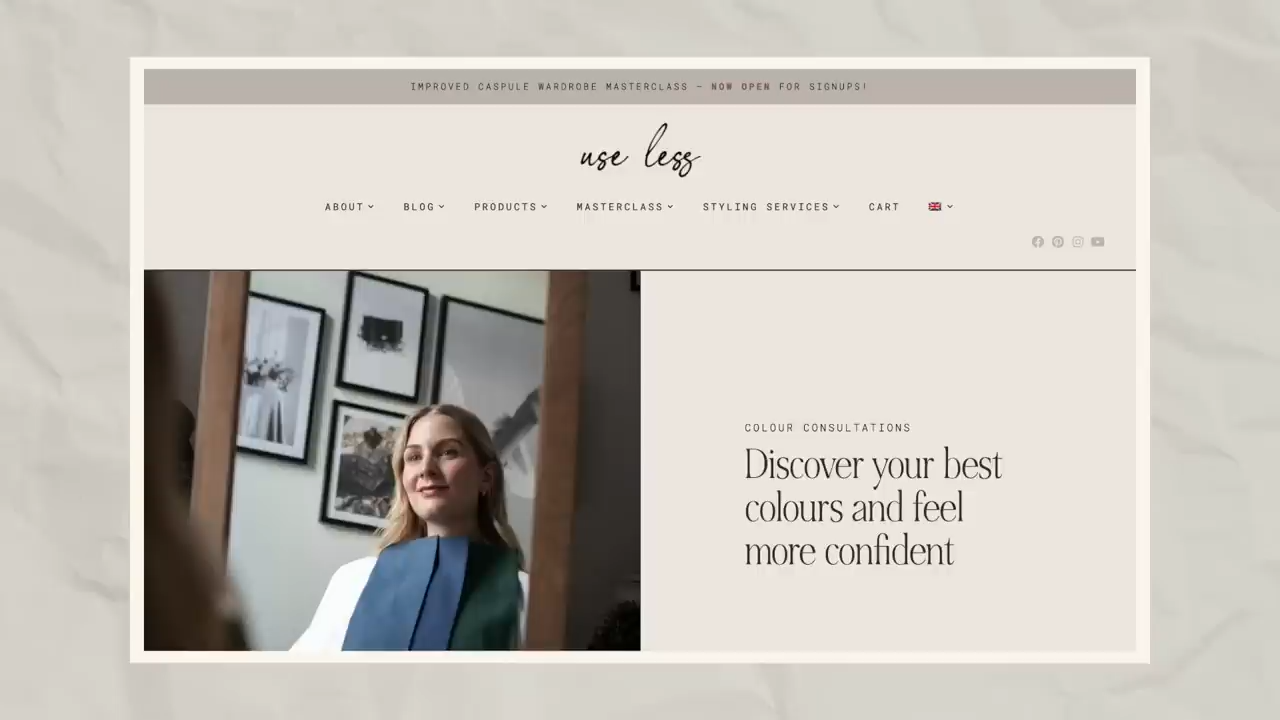 IMPROVED CASPULE WARDROBE MASTERCLASS – NOW OPEN FOR SIGNUPS!
use less
ABOUT BLOG PRODUCTS MASTERCLASS STYLING SERVICES CART
COLOUR CONSULTATIONS
Discover your best
colours and feel
more confident